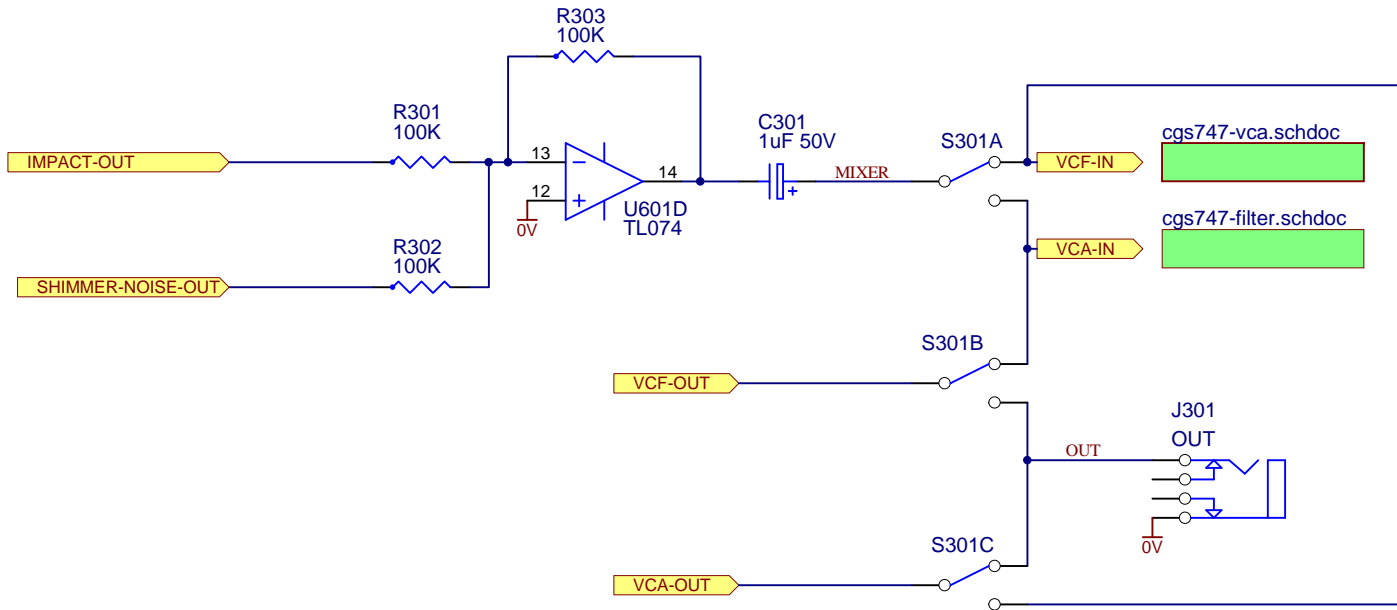 R303
100K
R301
100K
IMPACT-OUT
13
12
14
0V
U601D
TL074
C301
1uF 50V
MIXER
S301A
VCF-IN
cgs747-vca.schdoc
VCA-IN
cgs747-filter.schdoc
R302
100K
SHIMMER-NOISE-OUT
S301B
VCF-OUT
J301
OUT
OUT
0V
S301C
VCA-OUT